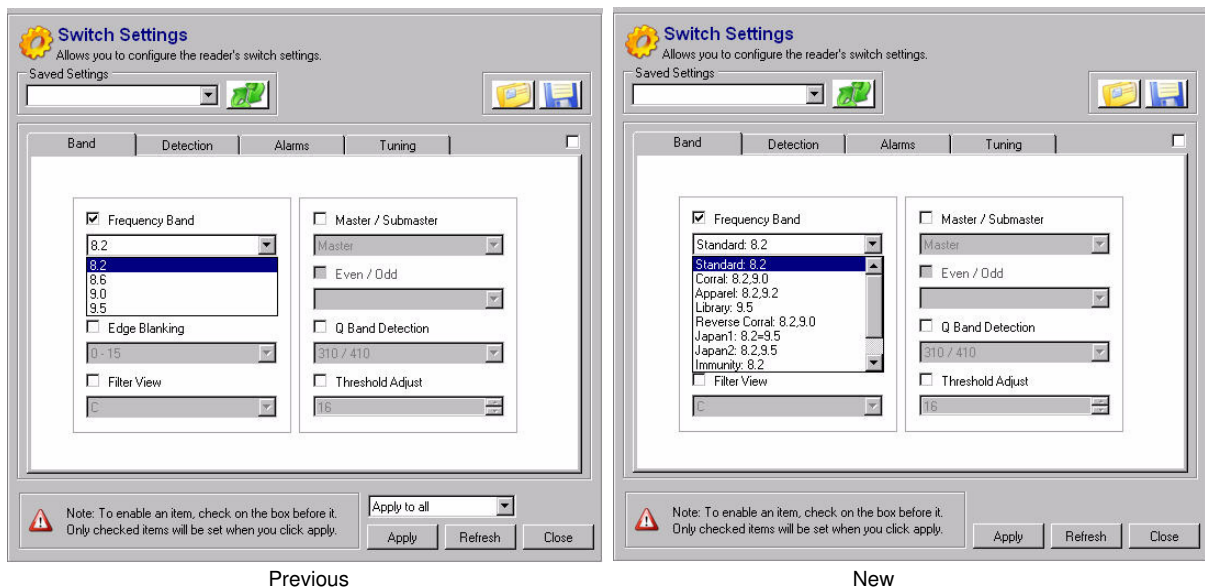 Switch Settings
Allows you to configure the reader's switch settings.
Saved Settings
Band
Detection
Alarms
Tuning
Frequency Band
8.2
8.2
8.6
9.0
9.5
Edge Blanking
0 - 15
Filter View
C
Master / Submaster
Master
Even / Odd
Q Band Detection
310 / 410
Threshold Adjust
16
Note: To enable an item, check on the box before it.
Only checked items will be set when you click apply.
Apply to all
Apply
Refresh
Close
Previous
Switch Settings
Allows you to configure the reader's switch settings.
Saved Settings
Band
Detection
Alarms
Tuning
Frequency Band
Standard: 8.2
Standard: 8.2
Corral: 8.2,9.0
Apparel: 8.2,9.2
Library: 9.5
Reverse Corral: 8.2,9.0
Japan1: 8.2=9.5
Japan2: 8.2,9.5
Immunity: 8.2
Filter View
C
Master / Submaster
Master
Even / Odd
Q Band Detection
310 / 410
Threshold Adjust
16
Note: To enable an item, check on the box before it.
Only checked items will be set when you click apply.
Apply
Refresh
Close
New